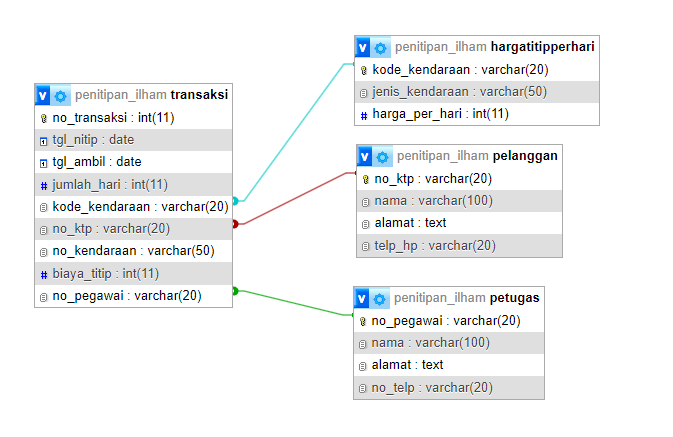 penitipan_ilham transaksi
no_transaksi : int(11)
tgl_nitip : date
tgl_ambil : date
jumlah_hari : int(11)
kode_kendaraan : varchar(20)
no_ktp : varchar(20)
no_kendaraan : varchar(50)
biaya_titip : int(11)
no_pegawai : varchar(20)
penitipan_ilham hargatitipperhari
kode_kendaraan : varchar(20)
jenis_kendaraan : varchar(50)
harga_per_hari : int(11)
penitipan_ilham pelanggan
no_ktp : varchar(20)
nama : varchar(100)
alamat : text
telp_hp : varchar(20)
penitipan_ilham petugas
no_pegawai : varchar(20)
nama : varchar(100)
alamat : text
no_telp : varchar(20)